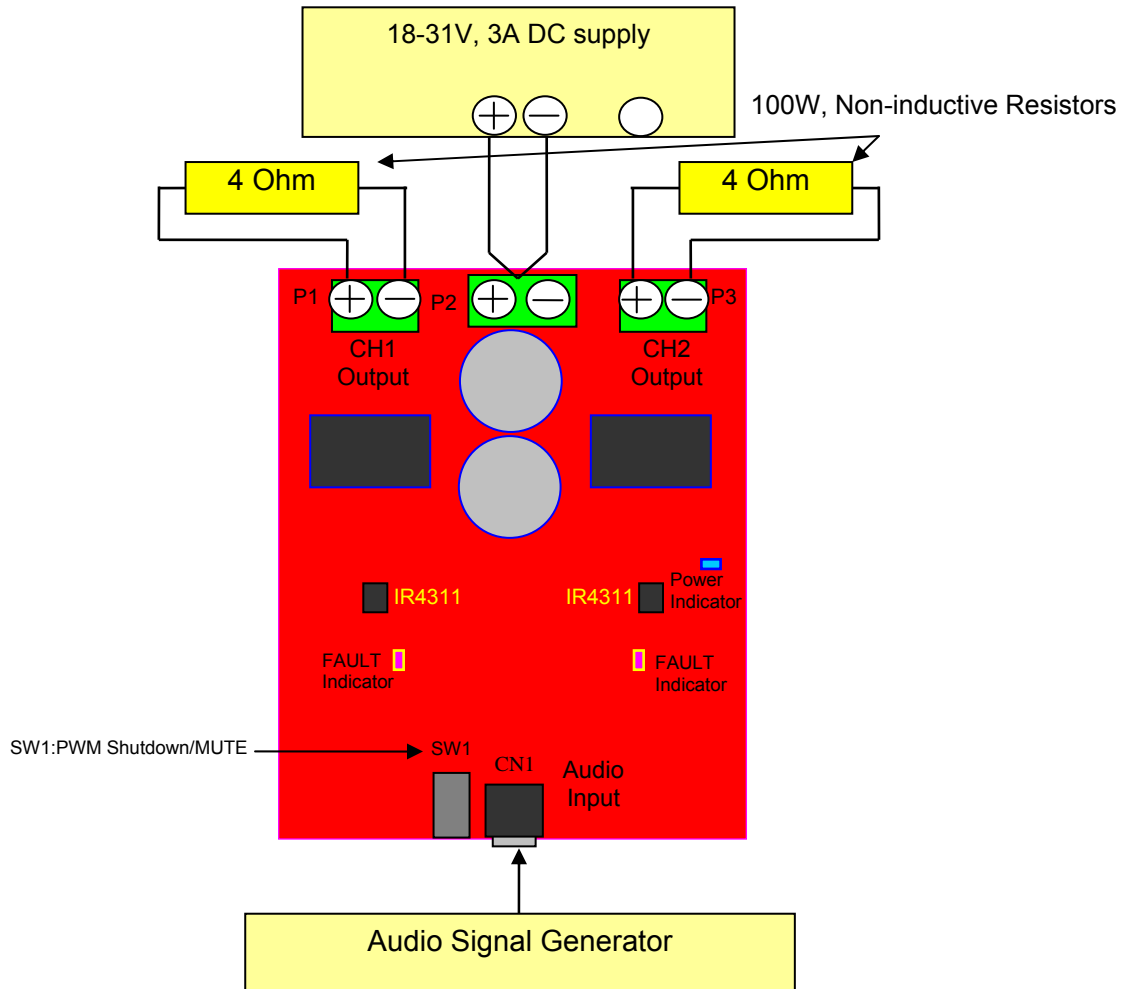 18-31V, 3A DC supply
100W, Non-inductive Resistors
4 Ohm
4 Ohm
P1
P2
P3
CH1
Output
CH2
Output
Power
Indicator
IR4311
IR4311
FAULT
Indicator
FAULT
Indicator
SW1:PWM Shutdown/MUTE
SW1
CN1
Audio
Input
Audio Signal Generator